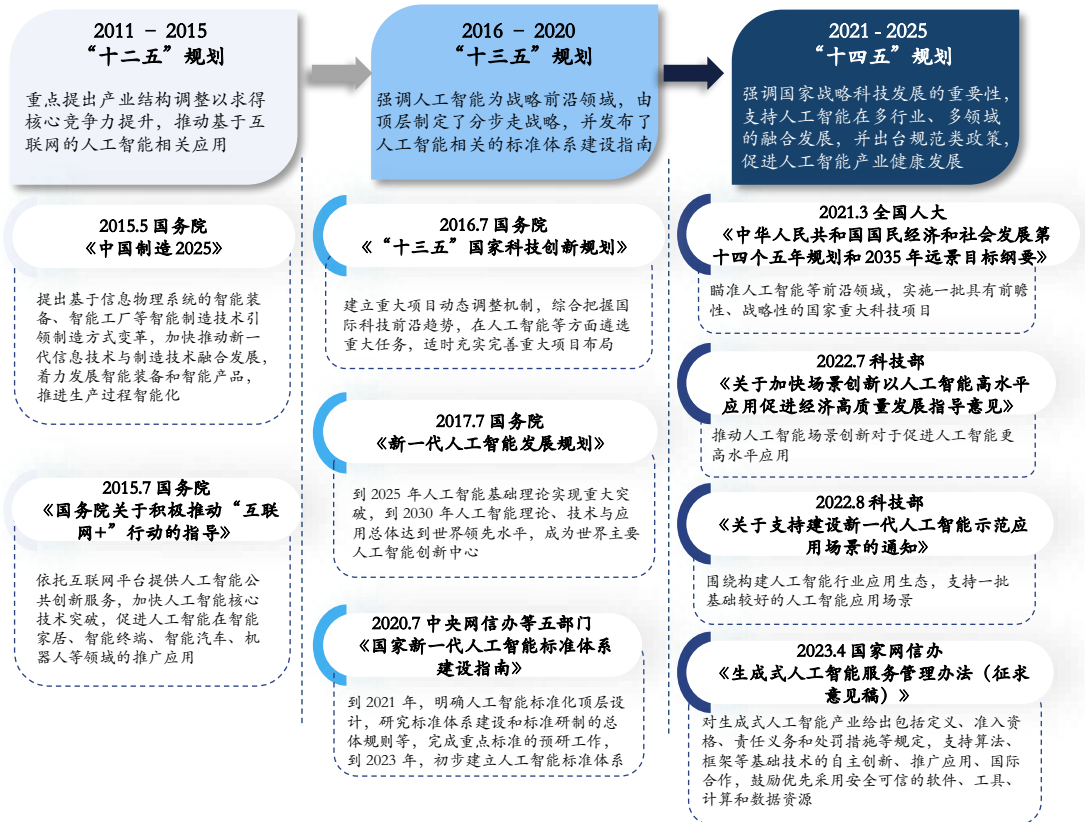 2011 － 2015
“十二五”规划
重点提出产业结构调整以求得
核心竞争力提升，推动基于互
联网的人工智能相关应用
2015.5 国务院
《中国制造 2025》
提出基于信息物理系统的智能装
备、智能工厂等智能制造技术引
领制造方式变革，加快推动新一
代信息技术与制造技术融合发展，
着力发展智能装备和智能产品，
推进生产过程智能化
2015.7 国务院
《国务院关于积极推动“互联
网+”行动的指导》
依托互联网平台提供人工智能公
共创新服务，加快人工智能核心
技术突破，促进人工智能在智能
家居、智能终端、智能汽车、机
器人等领域的推广应用
2016 － 2020
“十三五”规划
强调人工智能为战略前沿领域，由
顶层制定了分步走战略，并发布了
人工智能相关的标准体系建设指南
2016.7 国务院
《“十三五”国家科技创新规划》
建立重大项目动态调整机制，综合把握国
际科技前沿趋势，在人工智能等方面遴选
重大任务，适时充实完善重大项目布局
2017.7 国务院
《新一代人工智能发展规划》
到 2025 年人工智能基础理论实现重大突
破，到 2030 年人工智能理论、技术与应
用总体达到世界领先水平，成为世界主要
人工智能创新中心
2020.7 中央网信办等五部门
《国家新一代人工智能标准体系
建设指南》
到 2021 年，明确人工智能标准化顶层设
计，研究标准体系建设和标准研制的总
体规则等，完成重点标准的预研工作，
到 2023 年，初步建立人工智能标准体系
2021 - 2025
“十四五”规划
强调国家战略科技发展的重要性，
支持人工智能在多行业、多领域
的融合发展，并出台规范类政策，
促进人工智能产业健康发展
2021.3 全国人大
《中华人民共和国国民经济和社会发展第
十四个五年规划和 2035 年远景目标纲要》
瞄准人工智能等前沿领域，实施一批具有前瞻
性、战略性的国家重大科技项目
2022.7 科技部
《关于加快场景创新以人工智能高水平
应用促进经济高质量发展指导意见》
推动人工智能场景创新对于促进人工智能更
高水平应用
2022.8 科技部
《关于支持建设新一代人工智能示范应
用场景的通知》
围绕构建人工智能行业应用生态，支持一批
基础较好的人工智能应用场景
2023.4 国家网信办
《生成式人工智能服务管理办法（征求
意见稿）》
对生成式人工智能产业给出包括定义、准入资
格、责任义务和处罚措施等规定，支持算法、
框架等基础技术的自主创新、推广应用、国际
合作，鼓励优先采用安全可信的软件、工具、
计算和数据资源